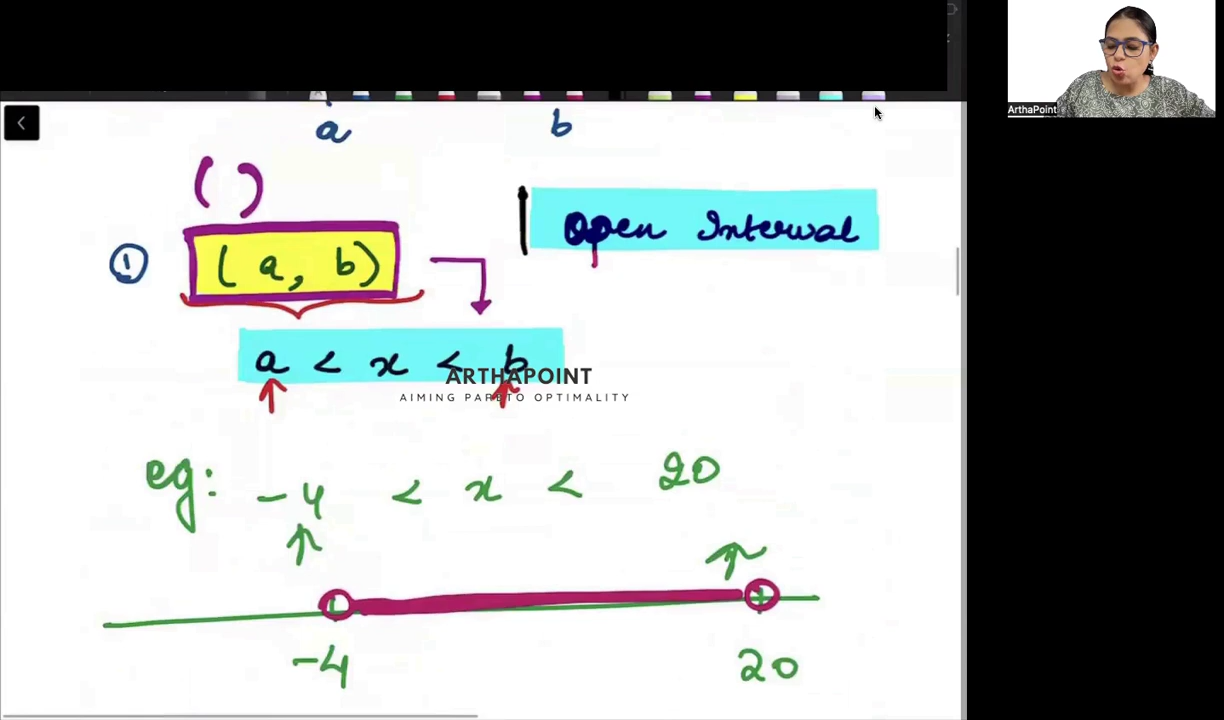 a b
( )
Open Interval
① ( a, b)
a < x < b
ARTHAPOINT
AIMING PARETO OPTIMALITY
eg: -4 < x < 20
-4 20
ArthaPoint